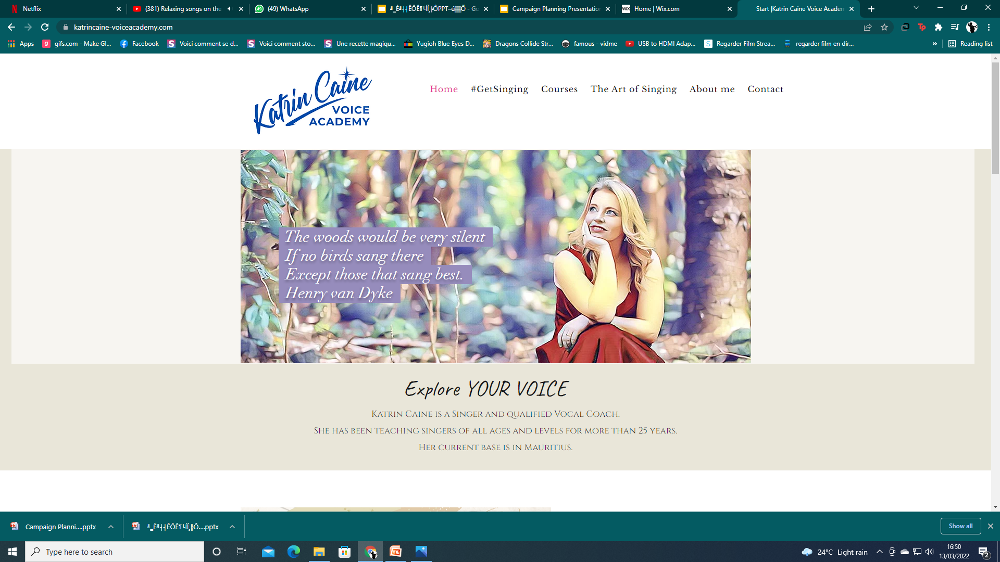 Netflix
(381) Relaxing songs on the
(49) WhatsApp
Campaign Planning Presentation
Home | Wix.com
Start |Katrin Caine Voice Academ
katrincaine-voiceacademy.com
Apps
gifs.com - Make GI...
Facebook
Voici comment se d...
Voici comment sto...
Une recette magiqu...
Yugioh Blue Eyes D...
Dragons Collide Str...
famous - vidme
USB to HDMI Adap...
Regarder Film Strea...
regarder film en dir...
»
Reading list
Katrin Caine
VOICE
ACADEMY
Home
#GetSinging
Courses
The Art of Singing
About me
Contact
The woods would be very silent
If no birds sang there
Except those that sang best.
Henry van Dyke
Explore YOUR VOICE
Katrin Caine is a Singer and qualified Vocal Coach.
She has been teaching singers of all ages and levels for more than 25 years.
Her current base is in Mauritius.
Campaign Planni....pptx
Show all
Type here to search
24°C Light rain
16:50
13/03/2022
2